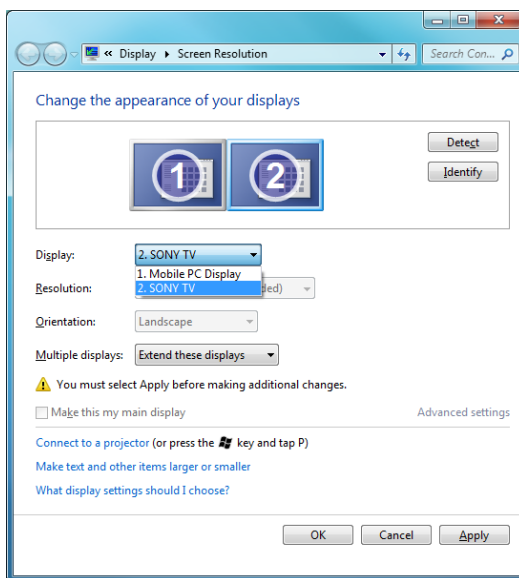 « Display ▸ Screen Resolution
Search Con...
Change the appearance of your displays
1 2
Detect
Identify
Display: 2. SONY TV
1. Mobile PC Display
2. SONY TV
Resolution: ded)
Orientation: Landscape
Multiple displays: Extend these displays
You must select Apply before making additional changes.
Make this my main display Advanced settings
Connect to a projector (or press the key and tap P)
Make text and other items larger or smaller
What display settings should I choose?
OK Cancel Apply